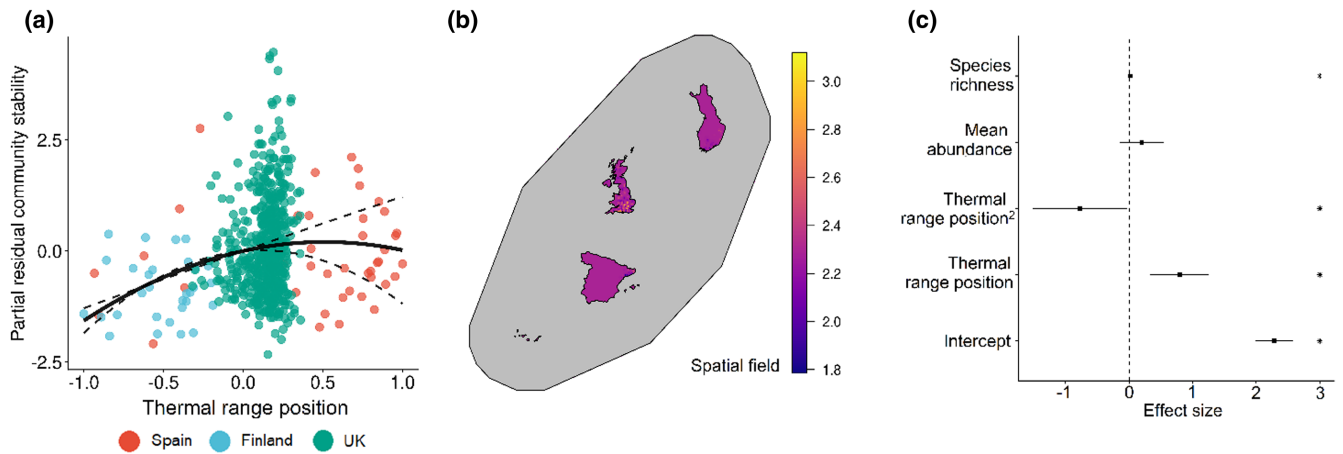 (a)
Partial residual community stability
2.5
0.0
-2.5
-1.0 -0.5 0.0 0.5 1.0
Thermal range position
Spain Finland UK
(b)
3.0
2.8
2.6
2.4
2.2
2.0
1.8
Spatial field
(c)
Species
richness
*
Mean
abundance
Thermal
range position2
*
Thermal
range position
*
Intercept
*
-1 0 1 2 3
Effect size